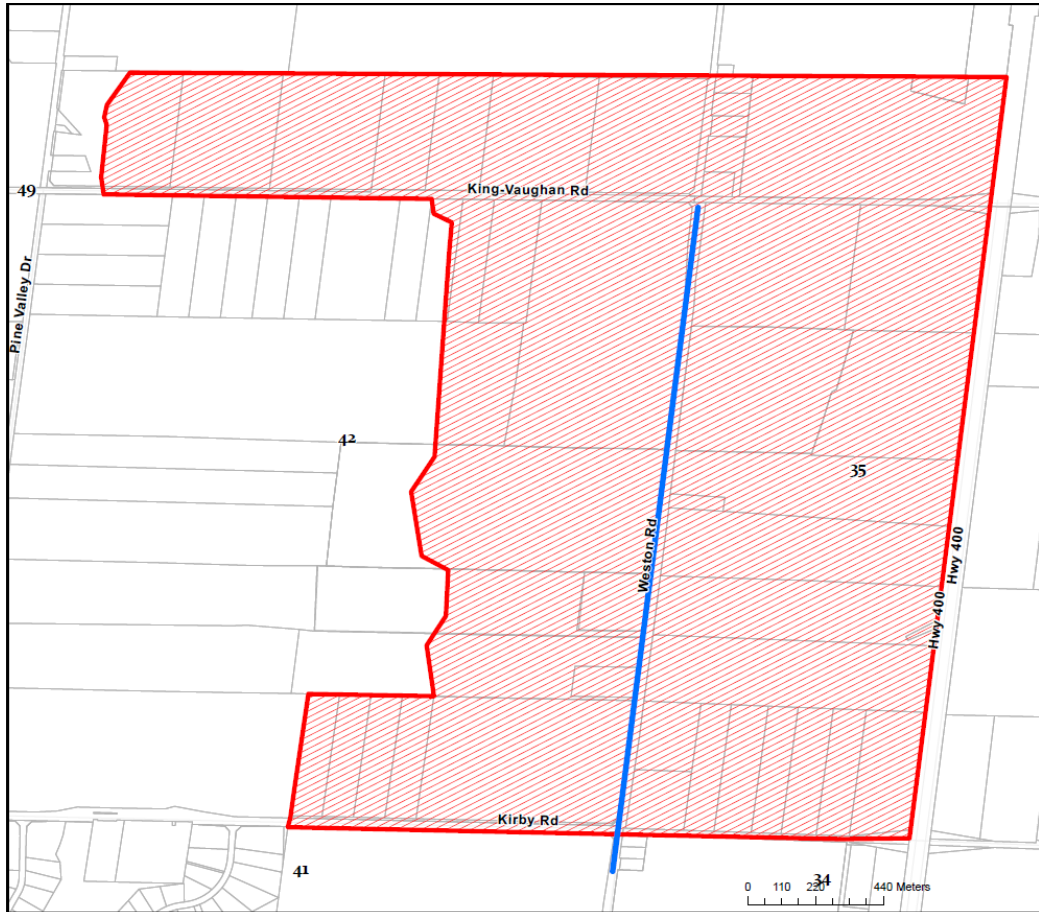 King-Vaughan Rd
49
Pine Valley Dr
42
35
Weston Rd
Hwy 400
Hwy 400
Kirby Rd
41
34
0 110 220 440 Meters